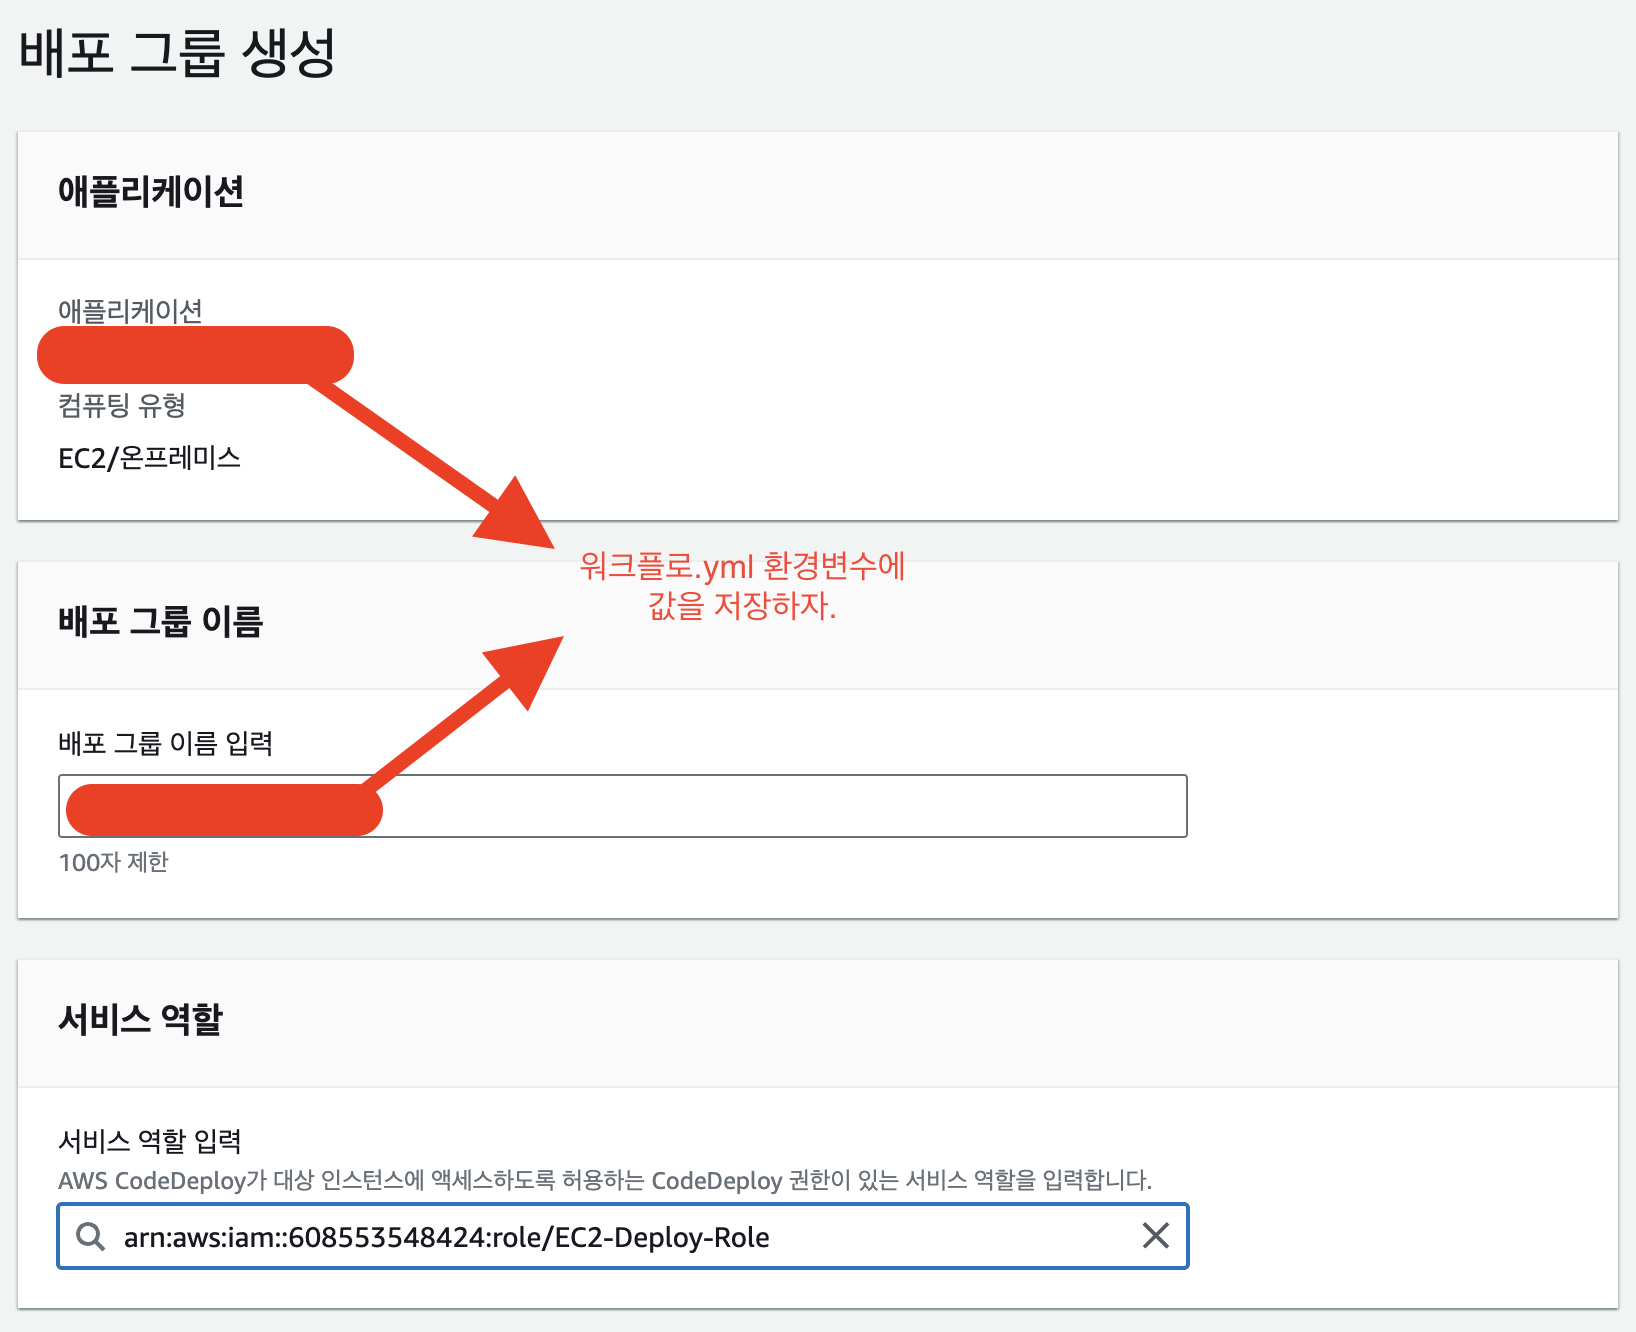 배포 그룹 생성
애플리케이션
애플리케이션
컴퓨팅 유형
EC2/온프레미스
워크플로.yml 환경변수에
값을 저장하자.
배포 그룹 이름
배포 그룹 이름 입력
100자 제한
서비스 역할
서비스 역할 입력
AWS CodeDeploy가 대상 인스턴스에 액세스하도록 허용하는 CodeDeploy 권한이 있는 서비스 역할을 입력합니다.
arn:aws:iam::608553548424:role/EC2-Deploy-Role